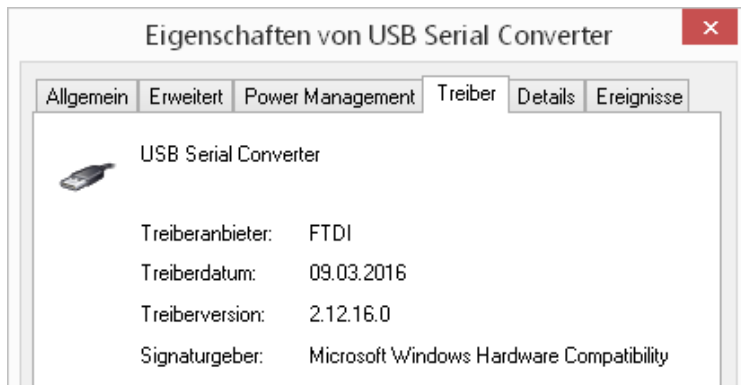 Eigenschaften von USB Serial Converter
Allgemein Erweitert Power Management Treiber Details Ereignisse
USB Serial Converter
Treiberanbieter: FTDI
Treiberdatum: 09.03.2016
Treiberversion: 2.12.16.0
Signaturgeber: Microsoft Windows Hardware Compatibility